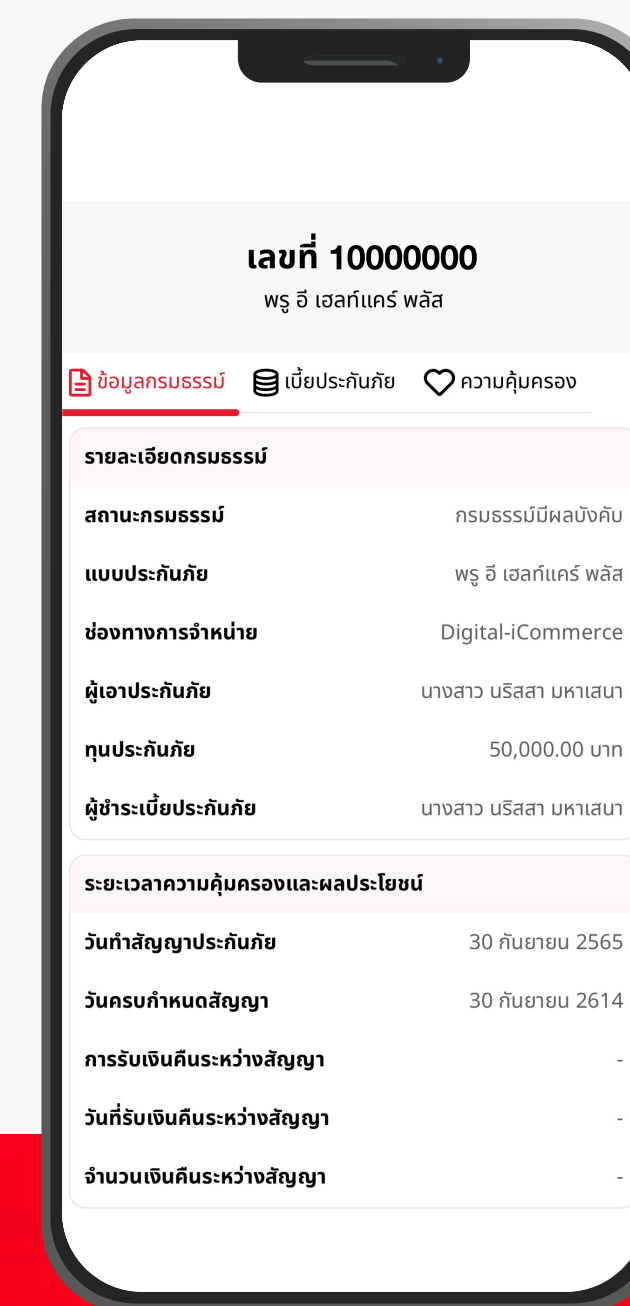 เลขที่ 10000000
พรู อี เฮลท์แคร์ พลัส
ข้อมูลกรมธรรม์ เบี้ยประกันภัย ความคุ้มครอง
รายละเอียดกรมธรรม์
สถานะกรมธรรม์ กรมธรรม์มีผลบังคับ
แบบประกันภัย พรู อี เฮลท์แคร์ พลัส
ช่องทางการจำหน่าย Digital-iCommerce
ผู้เอาประกันภัย นางสาว นริสสา มหาเสนา
ทุนประกันภัย 50,000.00 บาท
ผู้ชำระเบี้ยประกันภัย นางสาว นริสสา มหาเสนา
ระยะเวลาความคุ้มครองและผลประโยชน์
วันทำสัญญาประกันภัย 30 กันยายน 2565
วันครบกำหนดสัญญา 30 กันยายน 2614
การรับเงินคืนระหว่างสัญญา -
วันที่รับเงินคืนระหว่างสัญญา -
จำนวนเงินคืนระหว่างสัญญา -